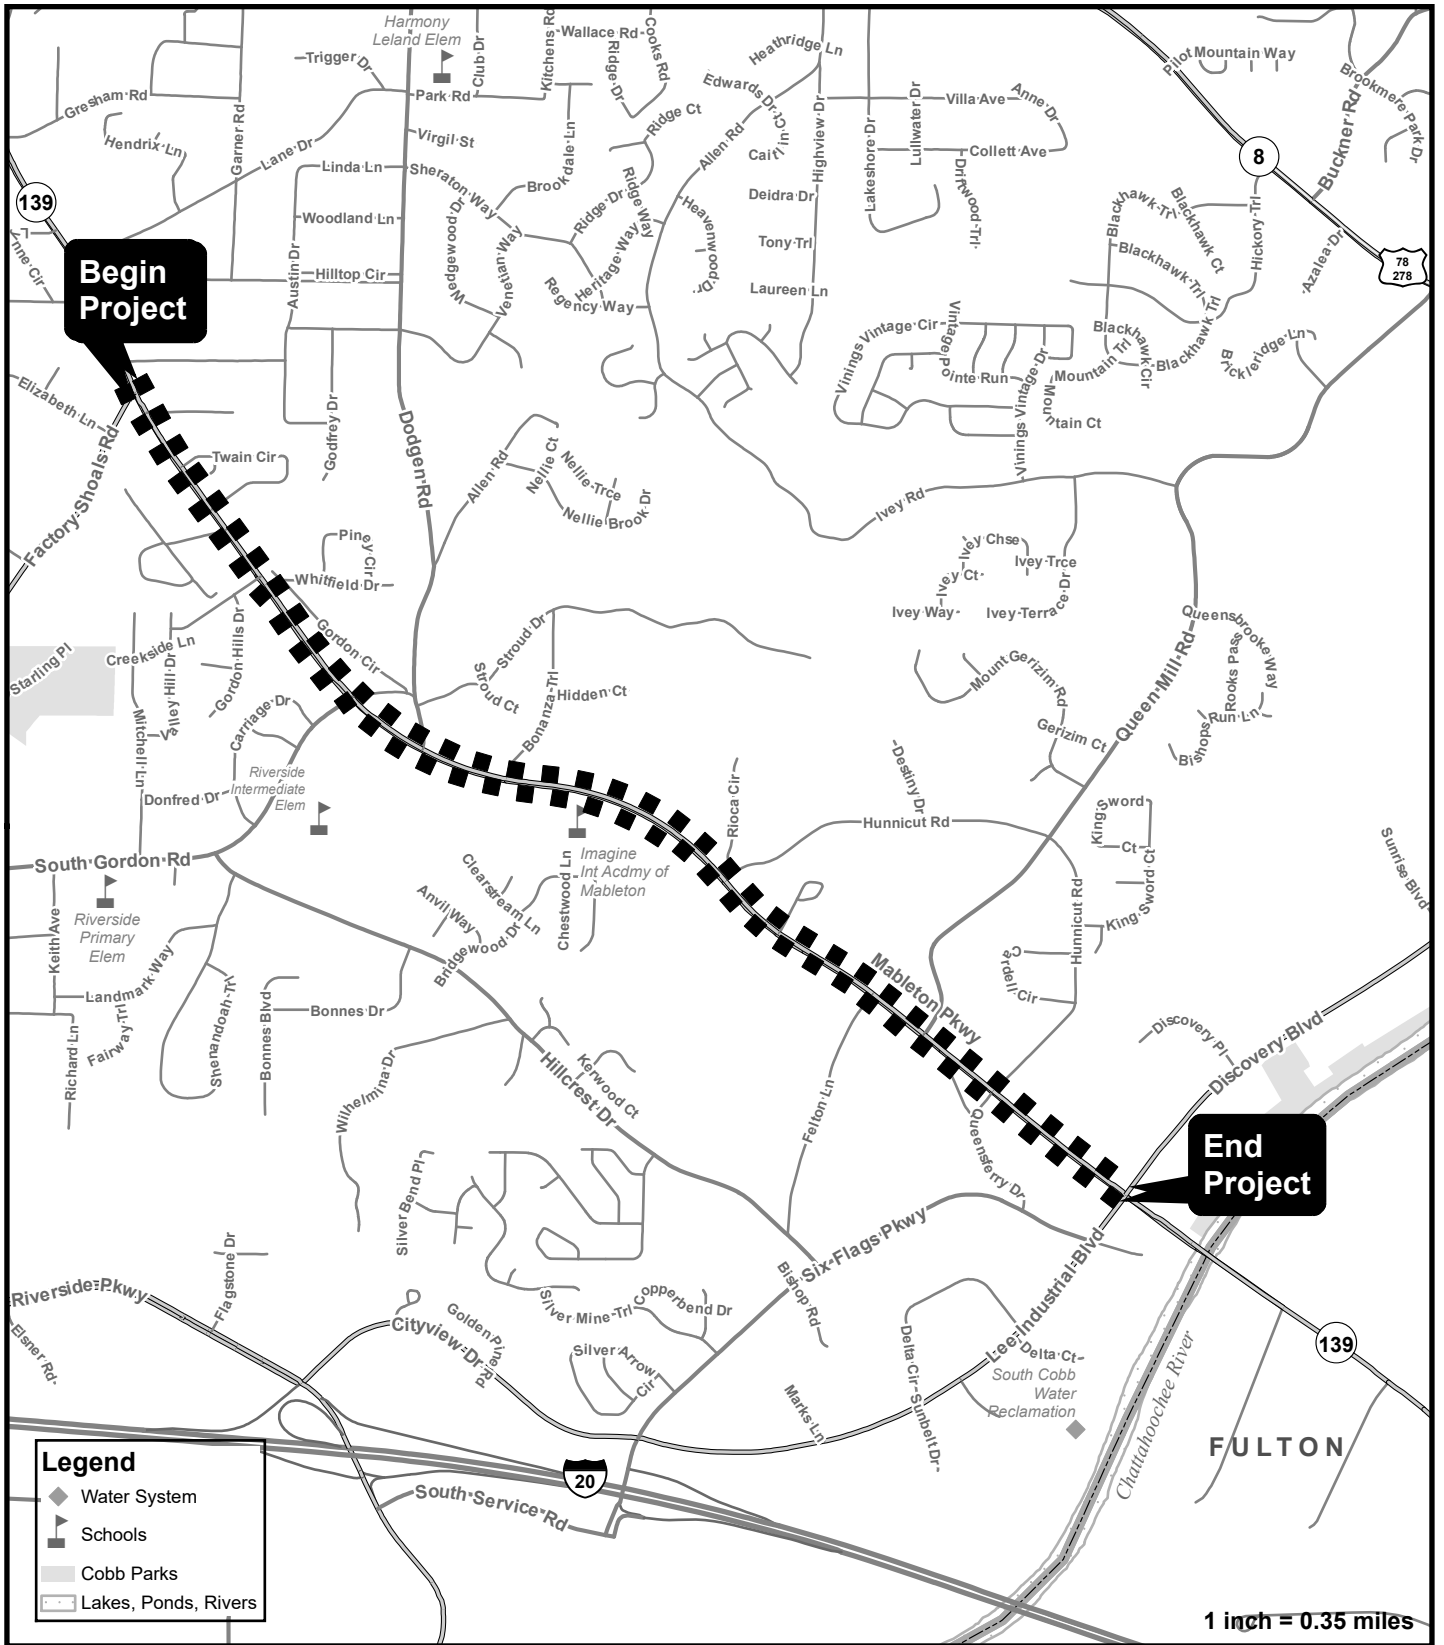 Harmony
Leland Elem
Trigger Dr
Club Dr
Kitchens Rd
Wallace Rd
Ridge Dr
Cooks Rd
Heathridge Ln
Pilot Mountain Way
Brookmere Park Dr
Buckner Rd
Gresham Rd
Hendrix Ln
Garner Rd
Lane Dr
Park Rd
Virgil St
Linda Ln
Sheraton Way
Woodland Ln
Austin Dr
Hilltop Cir
Wedgewood Dr
Venetian Way
Brookdale Ln
Ridge Ct
Ridge Dr
Ridge Way
Heritage Way
Regency Way
Edwards Dr
Caitlin Ct
Allen Rd
Highview Dr
Heavenwood Dr
Deidra Dr
Tony Trl
Laureen Ln
Villa Ave
Anne Dr
Lullwater Dr
Lakeshore Dr
Collett Ave
Driftwood Trl
8
78
278
Blackhawk Trl
Blackhawk Ct
Blackhawk Trl
Blackhawk Trl
Blackhawk Cir
Hickory Trl
Azalea Dr
Brickleridge Ln
Mountain Trl
Mountain Ct
Vinings Vintage Cir
Vintage Pointe Run
Vinings Vintage Dr
139
Lynne Cir
Begin
Project
Elizabeth Ln
Factory Shoals Rd
Twain Cir
Godfrey Dr
Dodgen Rd
Allen Rd
Nellie Ct
Nellie Trce
Nellie Brook Dr
Ivey Rd
Piney Cir
Whitfield Dr
Ivey Chse
Ivey Ct
Ivey Trce
Ivey Way
Ivey Terrace Dr
Queensbrooke Way
Rooks Pass
Bishops Run Ln
Queen Mill Rd
Mount Gerizim Rd
Gerizim Ct
Starling Pl
Creekside Ln
Valley Hill Dr
Mitchell Ln
Gordon Hills Dr
Gordon Cir
Carriage Dr
Donfred Dr
Stroud Dr
Stroud Ct
Bonanza Trl
Hidden Ct
Riverside
Intermediate
Elem
Imagine
Int Acdmy of
Mableton
Rioca Cir
Destiny Dr
Hunnicut Rd
Hunnicut Rd
King Sword
Ct
King Sword Ct
Sunrise Blvd
South Gordon Rd
Riverside
Primary
Elem
Keith Ave
Landmark Way
Fairway Trl
Richard Ln
Shenandoah Trl
Bonnes Blvd
Bonnes Dr
Anvil Way
Clearstream Ln
Bridgewood Dr
Chestwood Ln
Cardell Cir
Mableton Pkwy
Discovery Pl
Discovery Blvd
Wilhelmina Dr
Kerwood Ct
Hillcrest Dr
Felton Ln
Queensferry Dr
End
Project
Silver Bend Pl
Six Flags Pkwy
Bishop Rd
Lee Industrial Blvd
Riverside Pkwy
Flagstone Dr
Elsner Rd
Cityview Dr
Golden Pine Rd
Silver Mine Trl
Copperbend Dr
Silver Arrow
Cir
Marks Ln
Delta Cir
Sunbelt Dr
Delta Ct
South Cobb
Water
Reclamation
Chattahoochee River
139
FULTON
20
South Service Rd
Legend
Water System
Schools
Cobb Parks
Lakes, Ponds, Rivers
1 inch = 0.35 miles